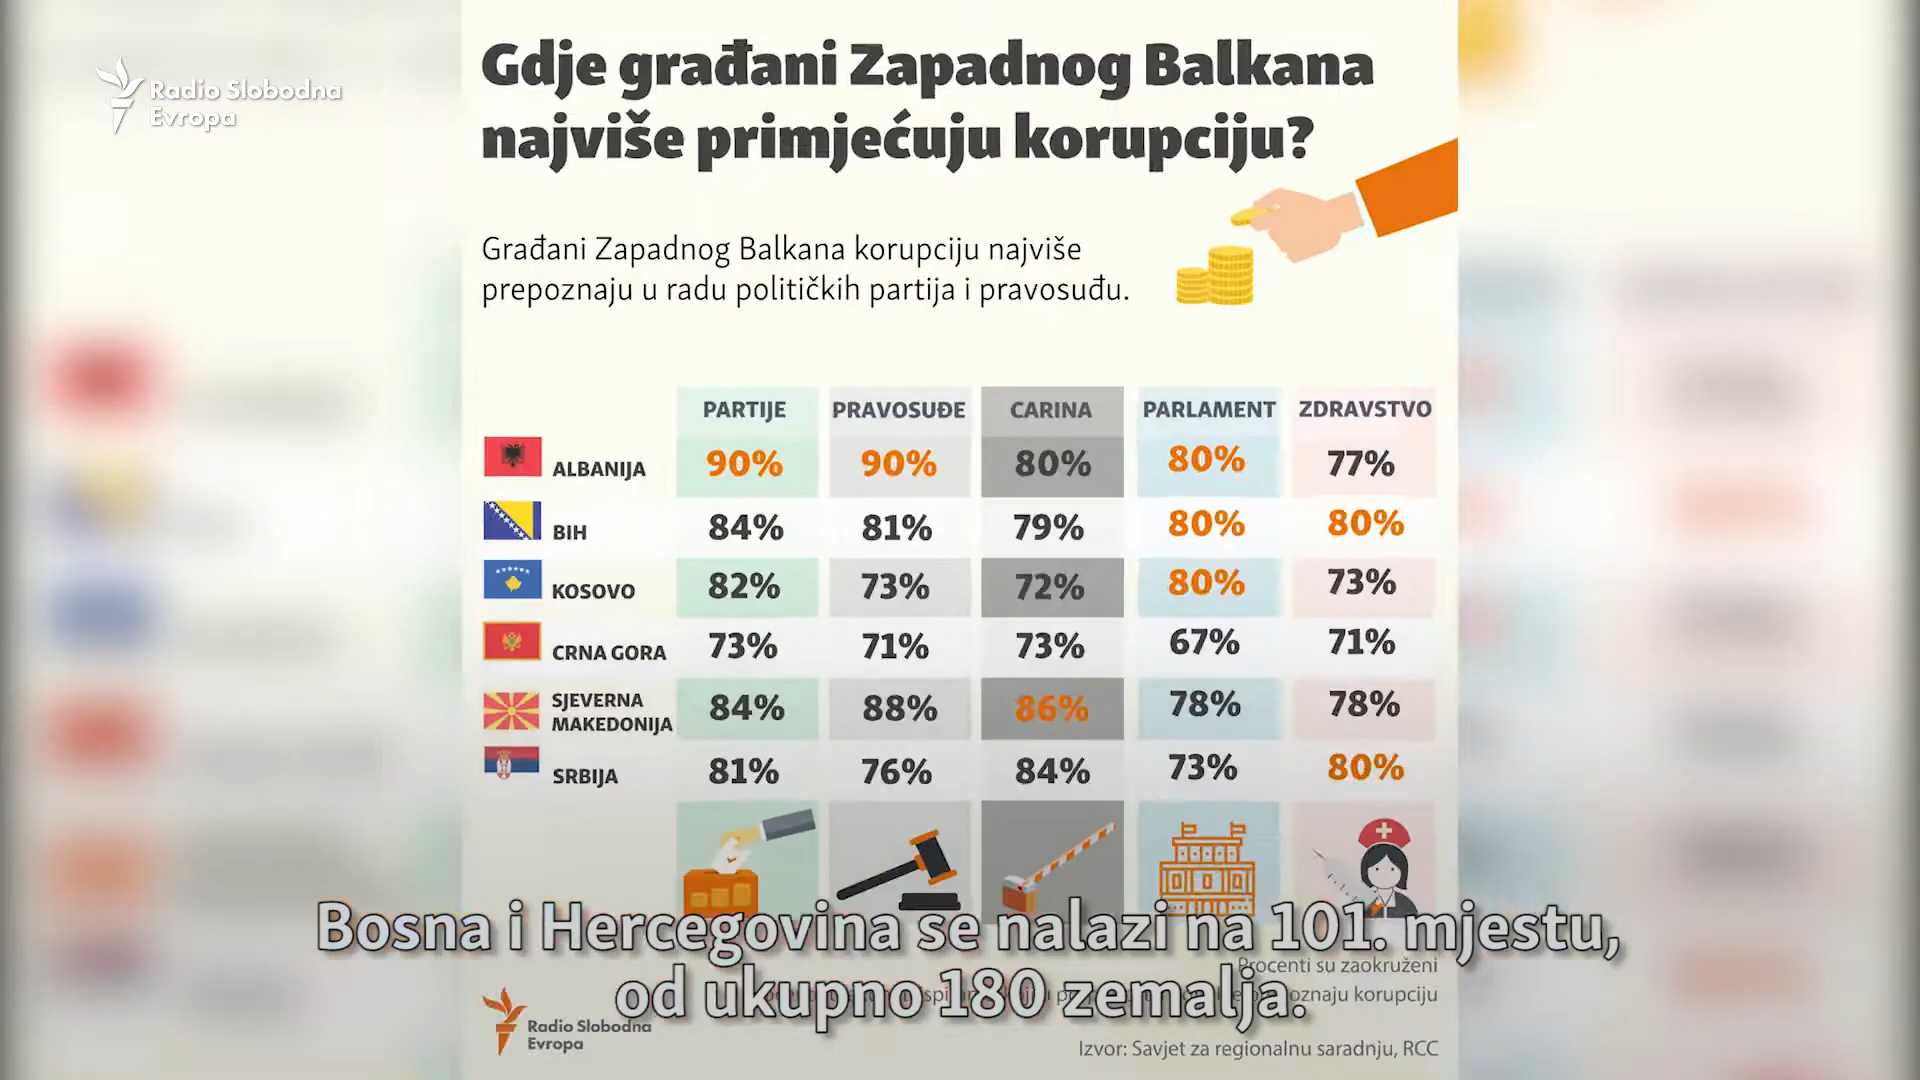 Radio Slobodna
Evropa
Gdje građani Zapadnog Balkana
najviše primjećuju korupciju?
Građani Zapadnog Balkana korupciju najviše
prepoznaju u radu političkih partija i pravosuđu.
PARTIJE PRAVOSUĐE CARINA PARLAMENT ZDRAVSTVO
ALBANIJA 90% 90% 80% 80% 77%
BIH 84% 81% 79% 80% 80%
KOSOVO 82% 73% 72% 80% 73%
CRNA GORA 73% 71% 73% 67% 71%
SJEVERNA
MAKEDONIJA 84% 88% 86% 78% 78%
SRBIJA 81% 76% 84% 73% 80%
Bosna i Hercegovina se nalazi na 101. mjestu,
od ukupno 180 zemalja.
Procenti su zaokruženi
korupciju
Radio Slobodna
Evropa
Izvor: Savjet za regionalnu saradnju, RCC